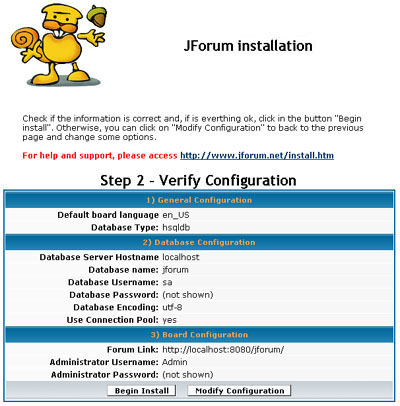 JForum installation
Check if the information is correct and, if is everthing ok, click in the button "Begin
install". Otherwise, you can click on "Modify Configuration" to back to the previous
page and change some options.
For help and support, please access http://www.jforum.net/install.htm
Step 2 - Verify Configuration
1) General Configuration
Default board language en_US
Database Type: hsqldb
2) Database Configuration
Database Server Hostname localhost
Database name: jforum
Database Username: sa
Database Password: (not shown)
Database Encoding: utf-8
Use Connection Pool: yes
3) Board Configuration
Forum Link: http://localhost:8080/jforum/
Administrator Username: Admin
Administrator Password: (not shown)
Begin Install Modify Configuration